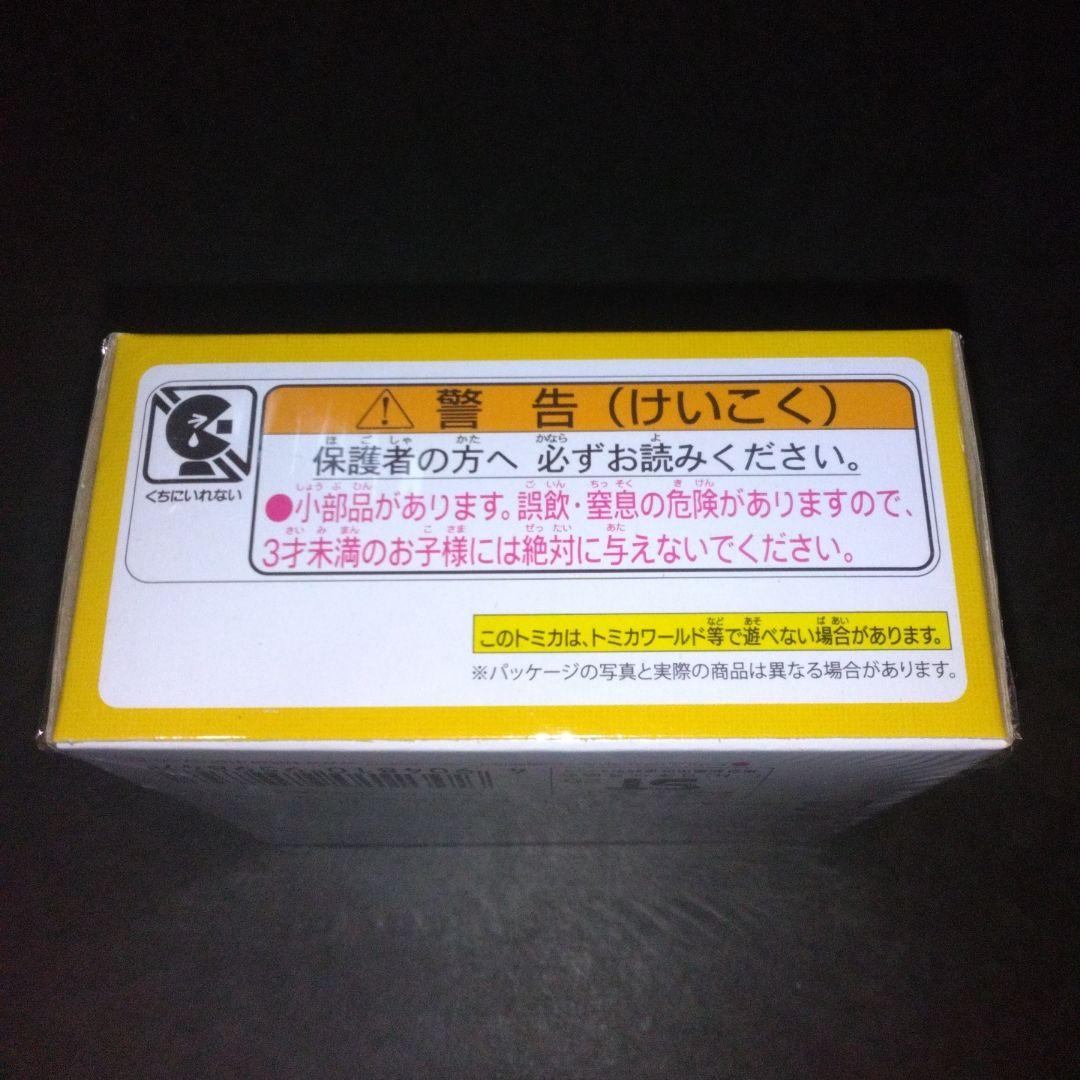 ⚠ 警 告 (けいこく)
ほごしゃ かた かなら よ
保護者の方へ 必ずお読みください。
くちにいれない
しょうぶひん ごいん ちっそく きけん
●小部品があります。誤飲・窒息の危険がありますので、
さいみまん こさま ぜったい あた
3才未満のお子様には絶対に与えないでください。
など あそ ばあい
このトミカは、トミカワールド等で遊べない場合があります。
※パッケージの写真と実際の商品は異なる場合があります。